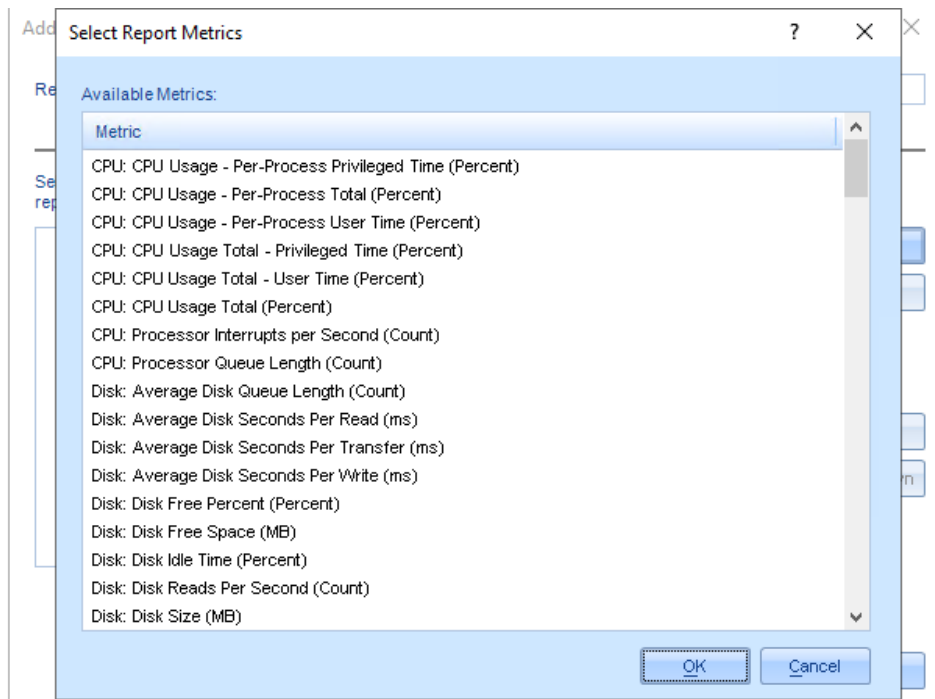 Add
Select Report Metrics
?
Re
Available Metrics:
Metric
CPU: CPU Usage - Per-Process Privileged Time (Percent)
CPU: CPU Usage - Per-Process Total (Percent)
Se
rep
CPU: CPU Usage - Per-Process User Time (Percent)
CPU: CPU Usage Total - Privileged Time (Percent)
CPU: CPU Usage Total - User Time (Percent)
CPU: CPU Usage Total (Percent)
CPU: Processor Interrupts per Second (Count)
CPU: Processor Queue Length (Count)
Disk: Average Disk Queue Length (Count)
Disk: Average Disk Seconds Per Read (ms)
Disk: Average Disk Seconds Per Transfer (ms)
Disk: Average Disk Seconds Per Write (ms)
wn
Disk: Disk Free Percent (Percent)
Disk: Disk Free Space (MB)
Disk: Disk Idle Time (Percent)
Disk: Disk Reads Per Second (Count)
Disk: Disk Size (MB)
OK
Cancel